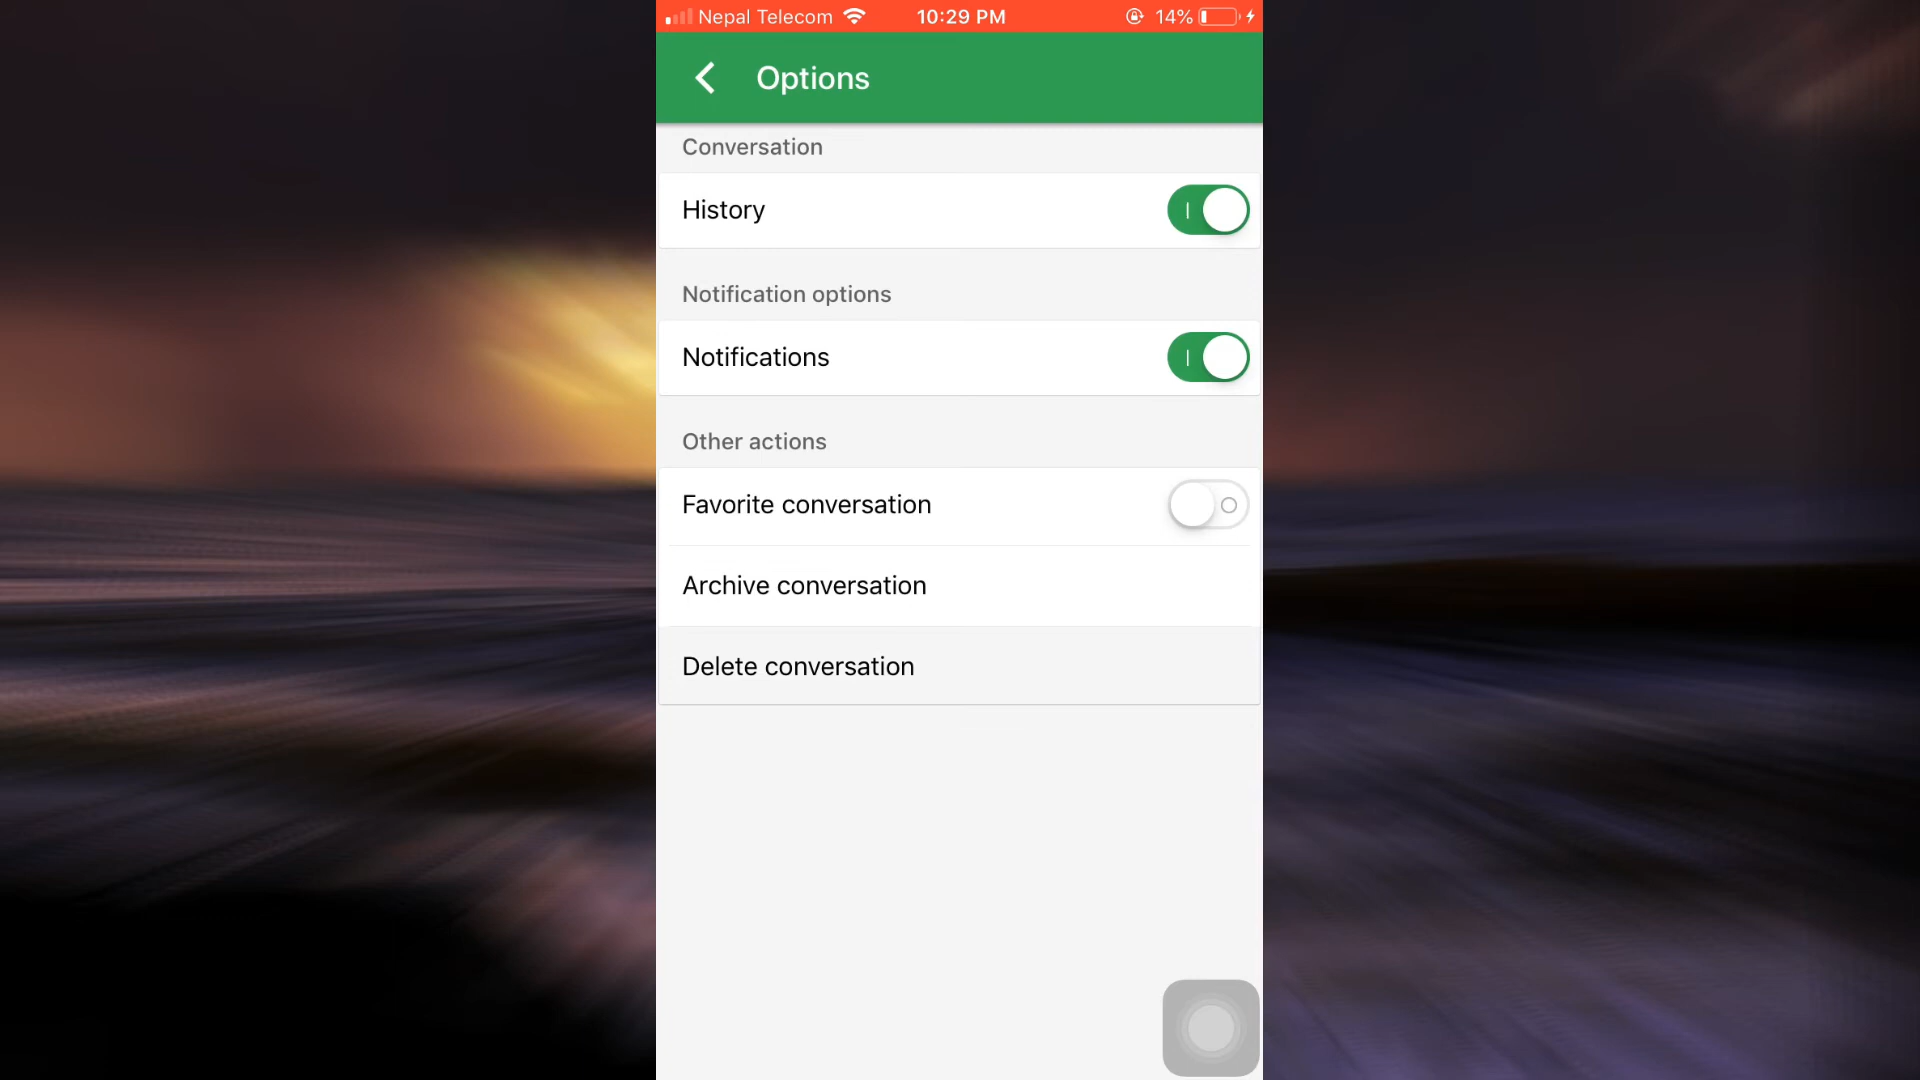 Nepal Telecom 10:29 PM 14%
Options
Conversation
History
Notification options
Notifications
Other actions
Favorite conversation
Archive conversation
Delete conversation